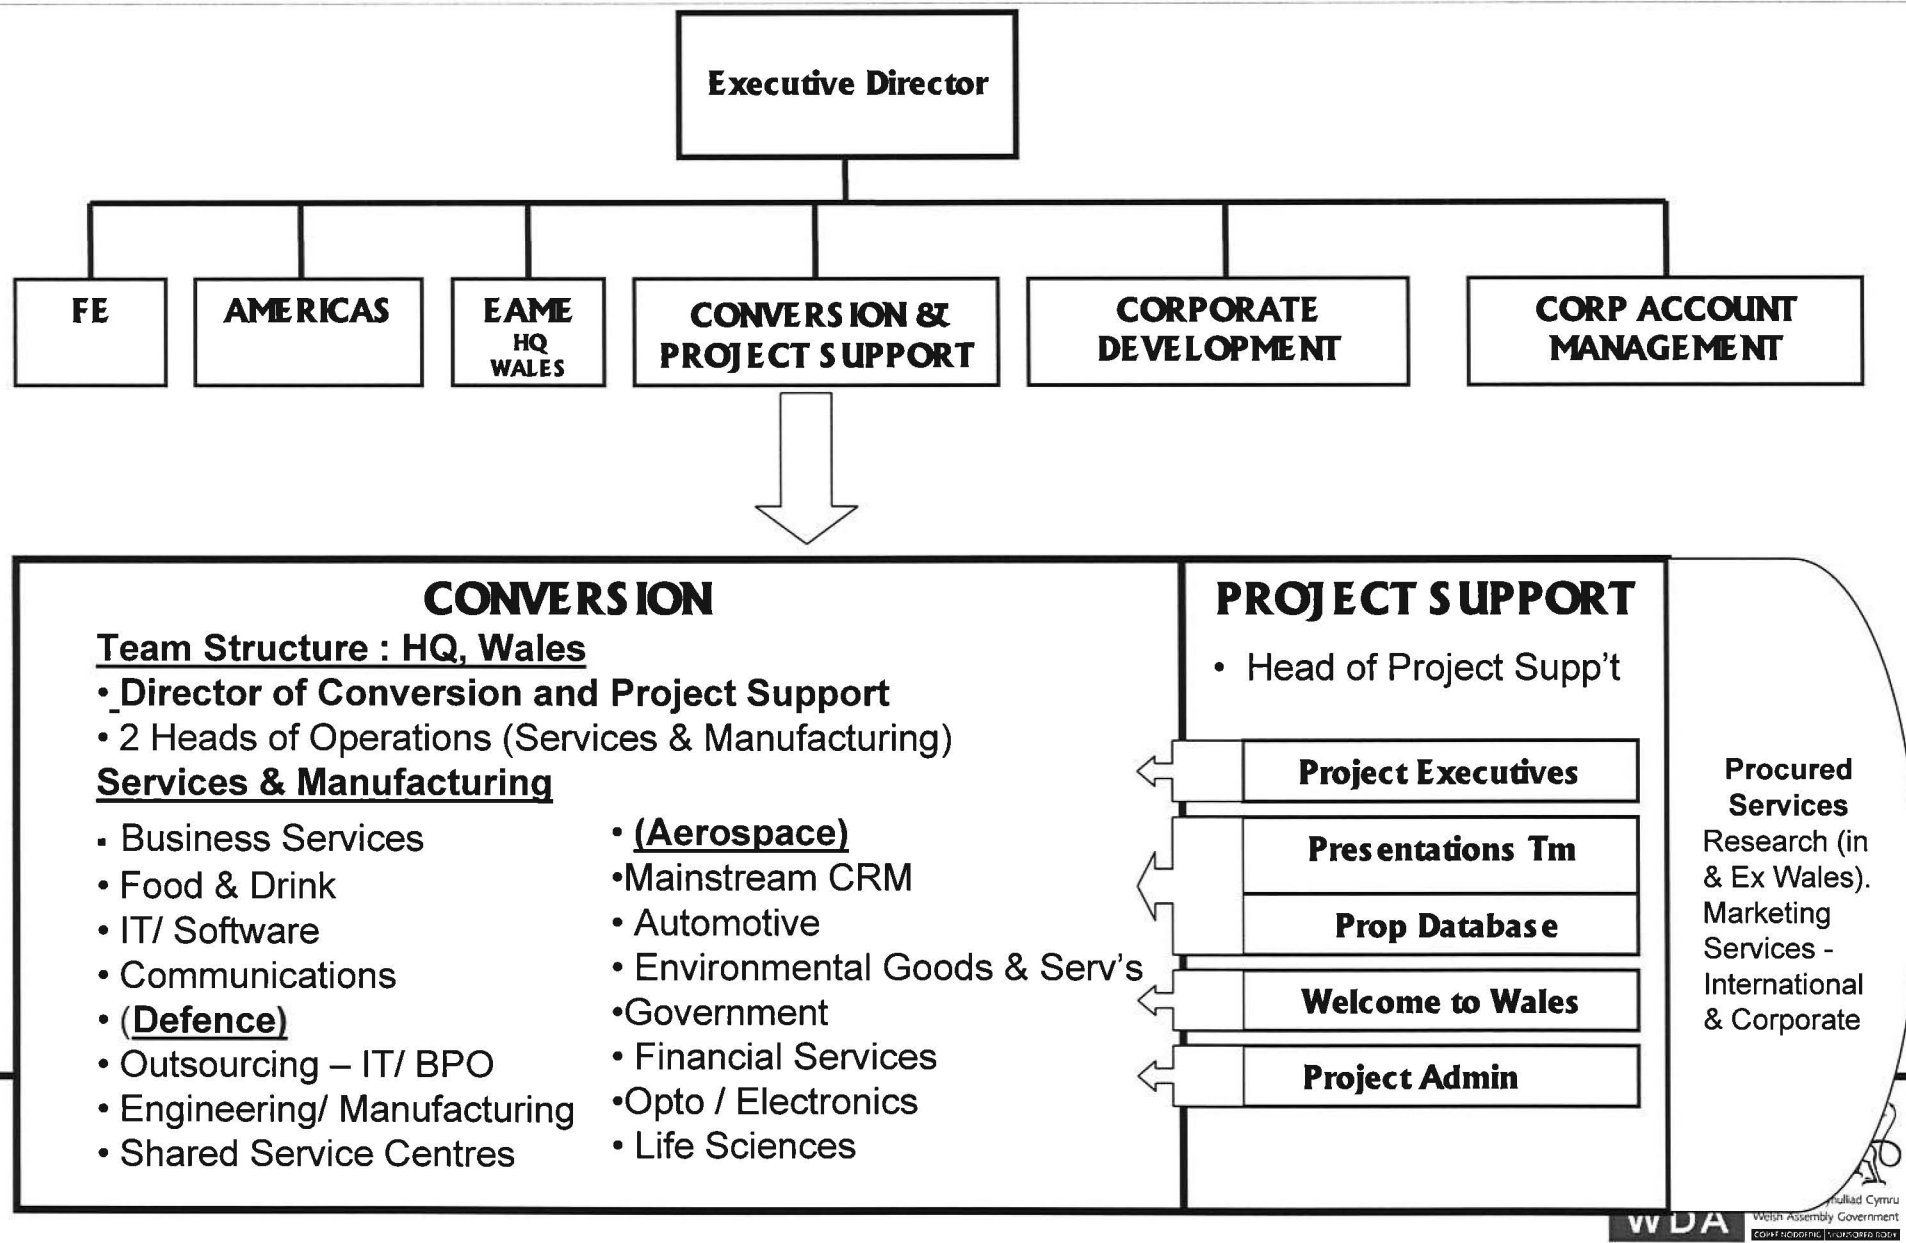 Executive Director
FE
AMERICAS
EAME
HQ
WALES
CONVERSION &
PROJECT SUPPORT
CORPORATE
DEVELOPMENT
CORP ACCOUNT
MANAGEMENT
CONVERSION
Team Structure : HQ, Wales
• Director of Conversion and Project Support
• 2 Heads of Operations (Services & Manufacturing)
Services & Manufacturing
▪ Business Services
• Food & Drink
• IT/ Software
• Communications
• (Defence)
• Outsourcing – IT/ BPO
• Engineering/ Manufacturing
• Shared Service Centres
• (Aerospace)
•Mainstream CRM
• Automotive
• Environmental Goods & Serv's
•Government
• Financial Services
•Opto / Electronics
• Life Sciences
PROJECT SUPPORT
• Head of Project Supp't
Project Executives
Presentations Tm
Prop Database
Welcome to Wales
Project Admin
Procured
Services
Research (in
& Ex Wales).
Marketing
Services -
International
& Corporate
WDA
Cymru
Welsh Assembly Government
SPONSORED BODY